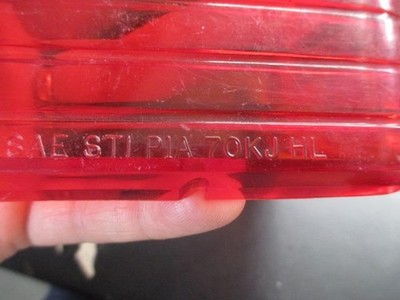 SAE STI PIA 70KJ HL